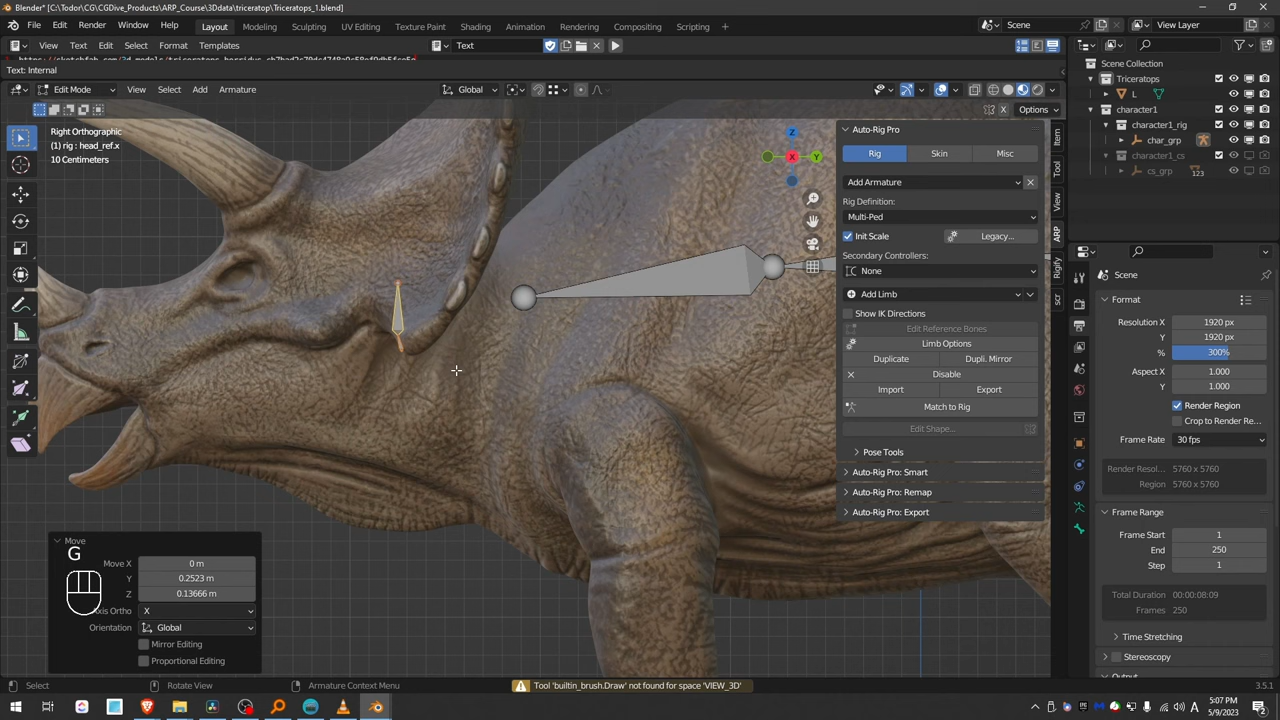 Blender* [C:\Todor\CG\CGDive_Products\ARP_Course\3Data\triceratop\Triceratops_1.blend]
File Edit Render Window Help Layout Modeling Sculpting UV Editing Texture Paint Shading Animation Rendering Compositing Scripting Scene View Layer
View Text Edit Select Format Templates Text
Text: Internal
Edit Mode View Select Add Armature Global
Options
Right Orthographic
(1) rig : head_ref.x
10 Centimeters
Z
X
Y
Auto-Rig Pro
Rig Skin Misc
Add Armature
Rig Definition:
Multi-Ped
Init Scale Legacy...
Secondary Controllers:
None
Add Limb
Show IK Directions
Edit Reference Bones
Limb Options
Duplicate Dupli. Mirror
Disable
Import Export
Match to Rig
Edit Shape...
Pose Tools
Auto-Rig Pro: Smart
Auto-Rig Pro: Remap
Auto-Rig Pro: Export
Item
Tool
View
ARP
Rigify
scr
Scene Collection
Triceratops
L
character1
character1_rig
char_grp
character1_cs
cs_grp
123
Scene
Format
Resolution X 1920 px
Y 1920 px
% 300%
Aspect X 1.000
Y 1.000
Render Region
Crop to Render Re...
Frame Rate 30 fps
Render Resol... 5760 x 5760
Region 5760 x 5760
Frame Range
Frame Start 1
End 250
Step 1
Total Duration 00:00:08:09
Frames 250
Time Stretching
Stereoscopy
Output
Move
G
Move X 0 m
Y 0.2523 m
Z 0.13666 m
Axis Ortho X
Orientation Global
Mirror Editing
Proportional Editing
Select Rotate View Armature Context Menu Tool 'builtin_brush.Draw' not found for space 'VIEW_3D' 3.5.1
5:07 PM
5/9/2023